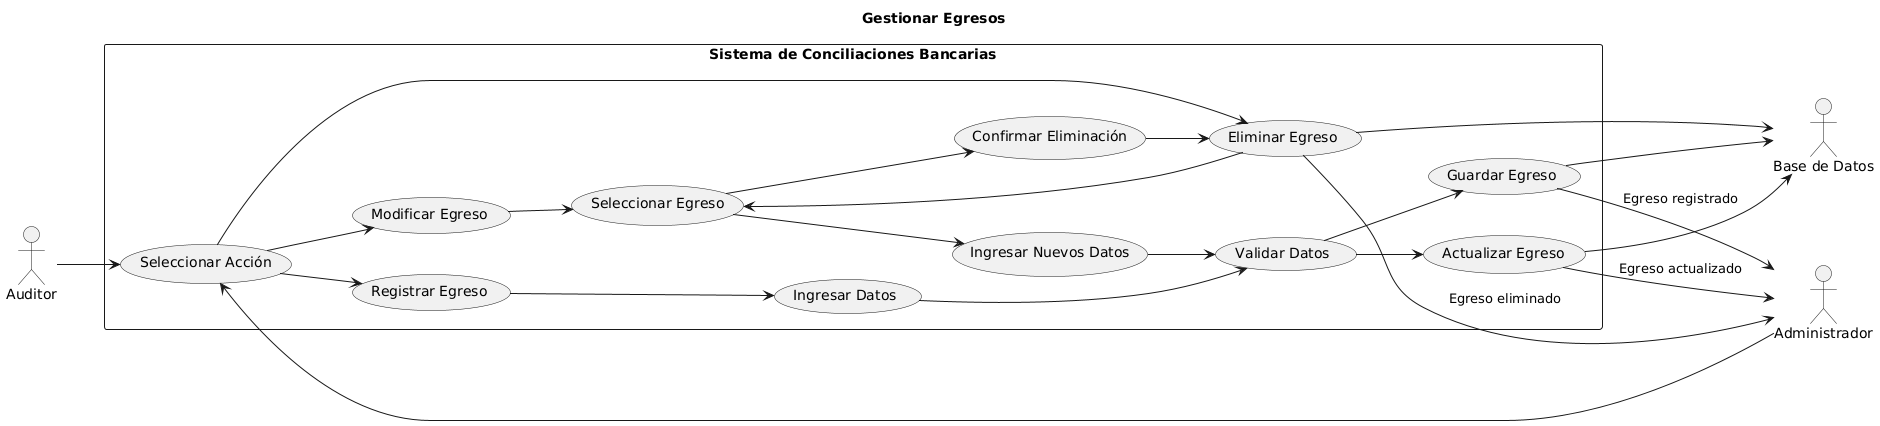 Gestionar Egresos
Sistema de Conciliaciones Bancarias
Confirmar Eliminación
Eliminar Egreso
Base de Datos
Guardar Egreso
Seleccionar Egreso
Egreso registrado
Modificar Egreso
Ingresar Nuevos Datos
Validar Datos
Actualizar Egreso
Seleccionar Acción
Egreso actualizado
Auditor
Registrar Egreso
Ingresar Datos
Egreso eliminado
Administrador